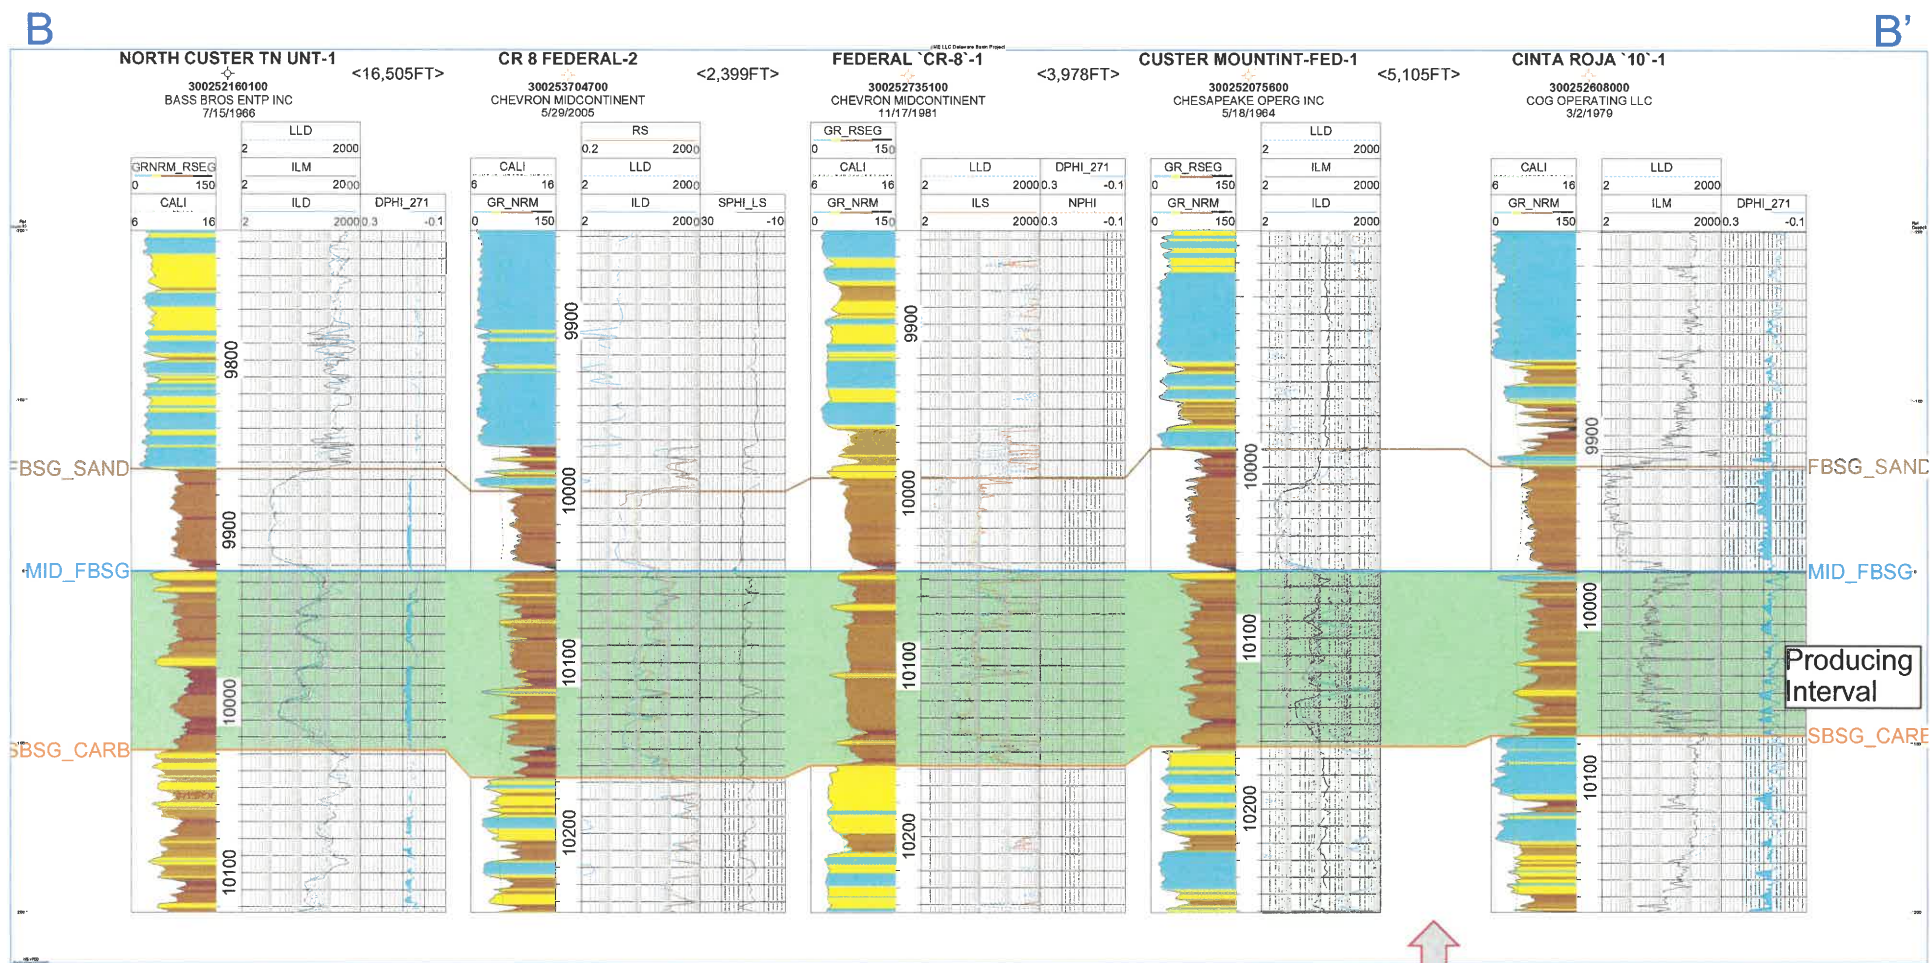 B
B'
NORTH CUSTER TN UNT-1
300252160100
BASS BROS ENTP INC
7/15/1966
<16,505FT>
CR 8 FEDERAL-2
300253704700
CHEVRON MIDCONTINENT
5/29/2005
<2,399FT>
FEDERAL `CR-8`-1
300252735100
CHEVRON MIDCONTINENT
11/17/1981
<3,978FT>
CUSTER MOUNTINT-FED-1
300252075600
CHESAPEAKE OPERG INC
5/18/1964
<5,105FT>
CINTA ROJA `10`-1
300252608000
COG OPERATING LLC
3/2/1979
GRNRM_RSEG
0 150
CALI
6 16
LLD
2 2000
ILM
2 2000
ILD
2 2000
DPHI_271
0.3 -0.1
CALI
6 16
GR_NRM
0 150
RS
0.2 2000
LLD
2 2000
ILD
2 2000
SPHI_LS
30 -10
GR_RSEG
0 150
CALI
6 16
GR_NRM
0 150
LLD
2 2000
ILS
2 2000
DPHI_271
0.3 -0.1
NPHI
0.3 -0.1
GR_RSEG
0 150
GR_NRM
0 150
LLD
2 2000
ILM
2 2000
ILD
2 2000
CALI
6 16
GR_NRM
0 150
LLD
2 2000
ILM
2 2000
DPHI_271
0.3 -0.1
9800
9900
10000
10100
9900
10000
10100
10200
9900
10000
10100
10200
10000
10100
10200
9900
10000
10100
FBSG_SAND
FBSG_SAND
MID_FBSG
MID_FBSG
SBSG_CARB
SBSG_CARB
Producing
Interval